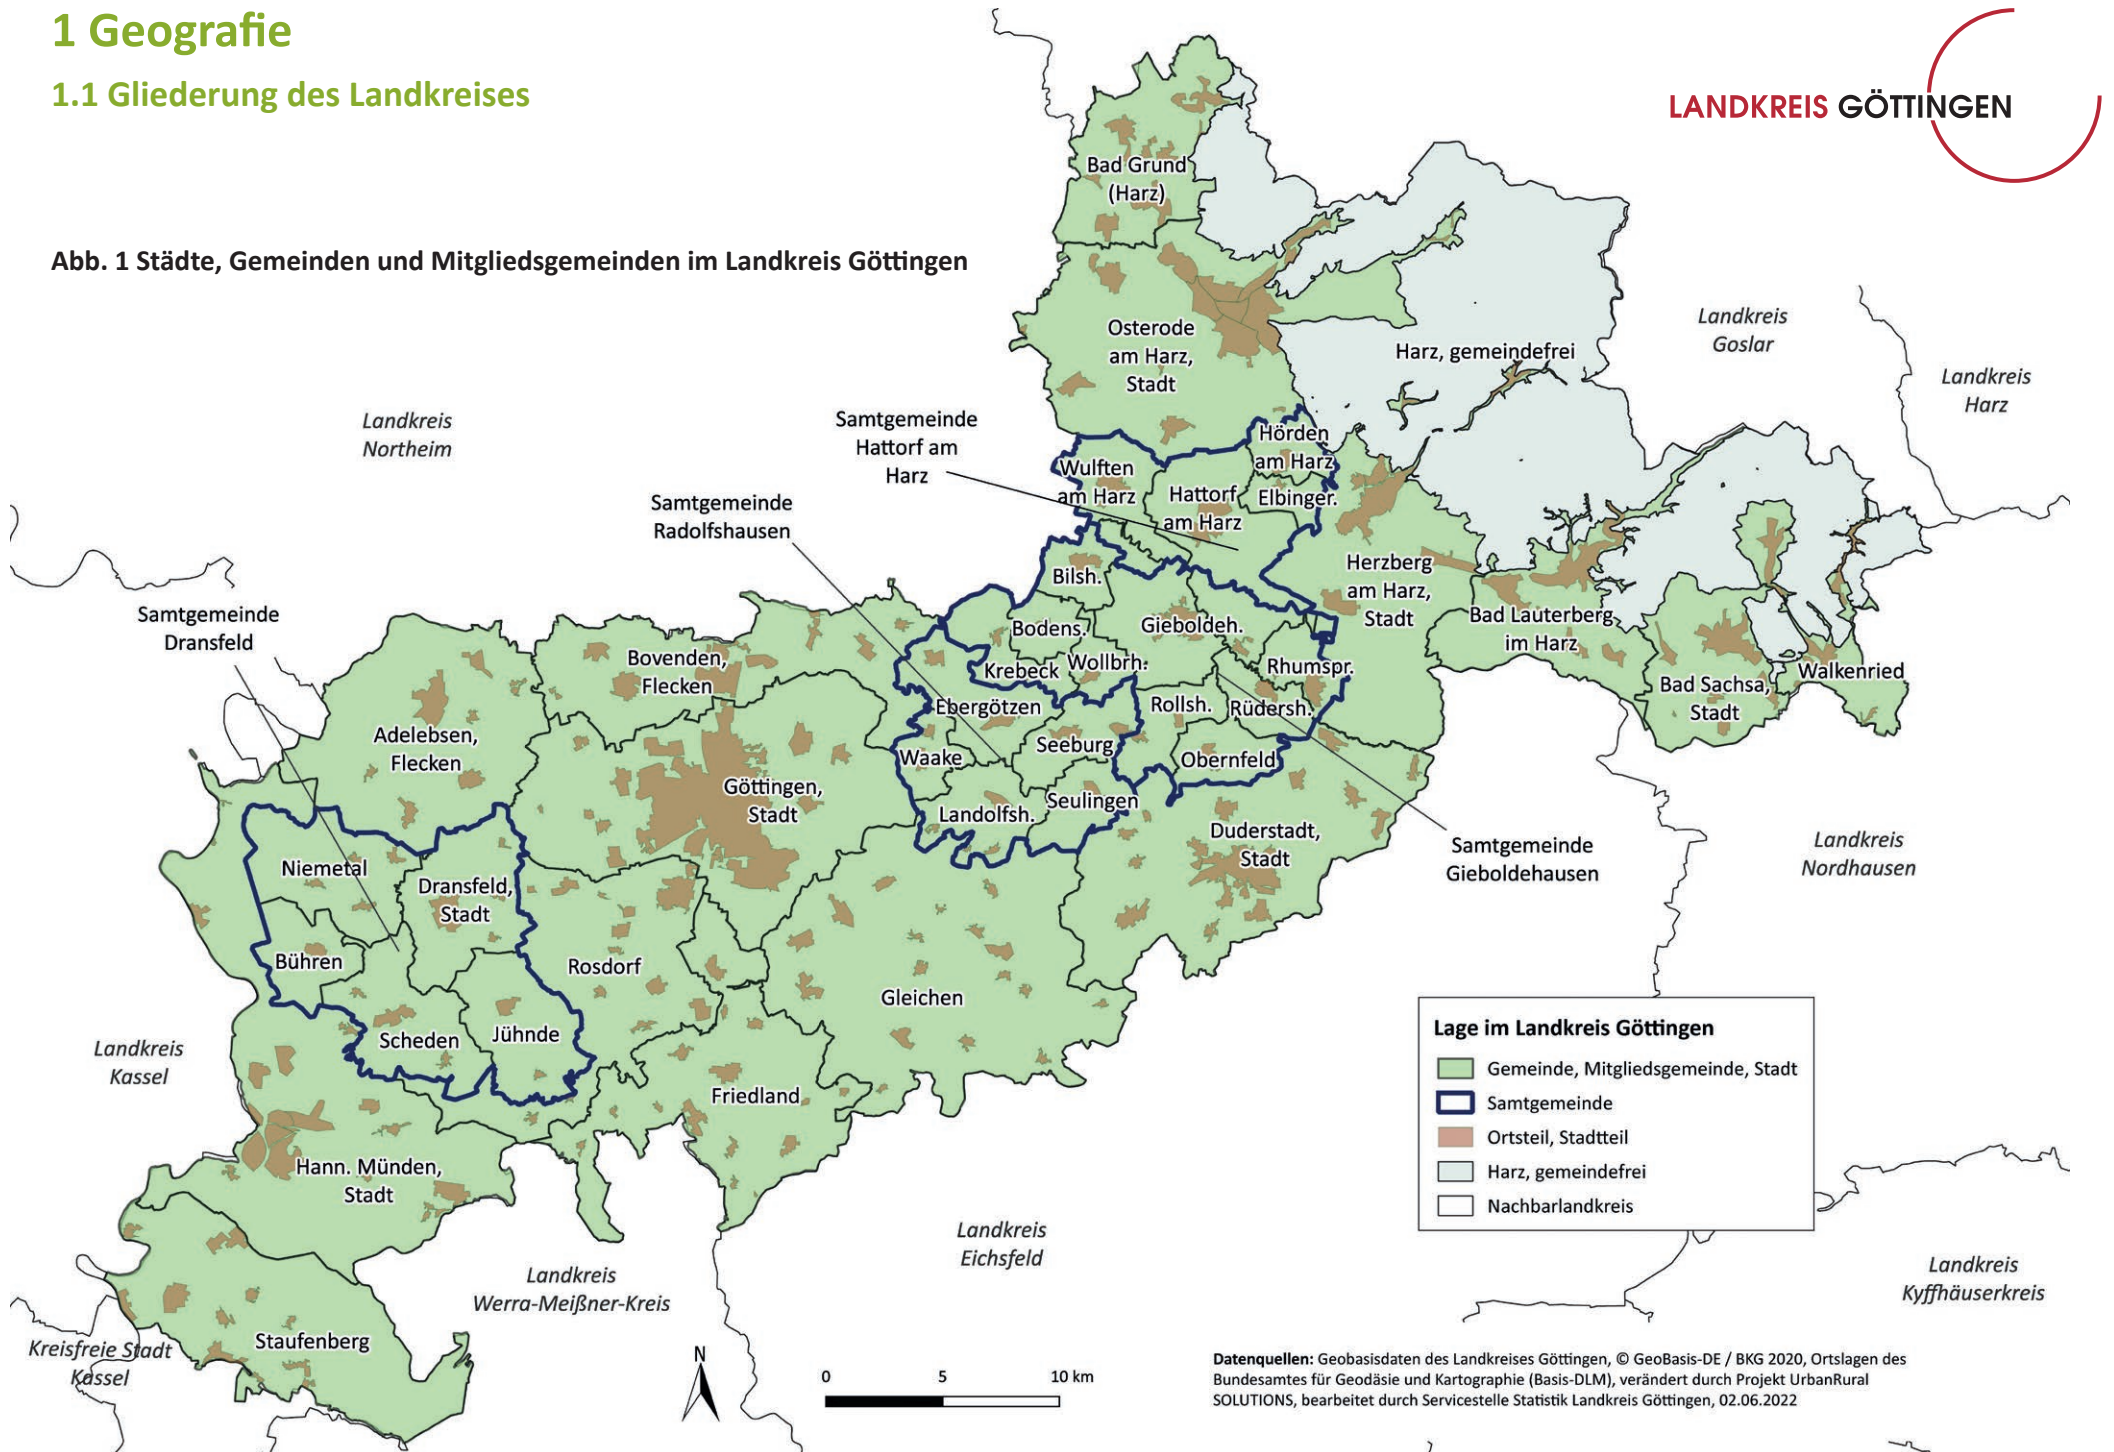 1 Geografie
1.1 Gliederung des Landkreises
LANDKREIS GÖTTINGEN
Abb. 1 Städte, Gemeinden und Mitgliedsgemeinden im Landkreis Göttingen
Bad Grund
(Harz)
Osterode
am Harz,
Stadt
Harz, gemeindefrei
Landkreis
Goslar
Landkreis
Harz
Landkreis
Northeim
Samtgemeinde
Hattorf am
Harz
Hörden
am Harz
Wulften
am Harz
Hattorf
am Harz
Elbinger.
Samtgemeinde
Radolfshausen
Herzberg
am Harz,
Stadt
Bilsh.
Samtgemeinde
Dransfeld
Bodens.
Gieboldeh.
Bad Lauterberg
im Harz
Bovenden,
Flecken
Krebeck
Wollbrh.
Rhumspr.
Bad Sachsa,
Stadt
Walkenried
Ebergötzen
Rollsh.
Rüdersh.
Adelebsen,
Flecken
Waake
Seeburg
Obernfeld
Göttingen,
Stadt
Landolfsh.
Seulingen
Duderstadt,
Stadt
Samtgemeinde
Gieboldehausen
Landkreis
Nordhausen
Niemetal
Dransfeld,
Stadt
Bühren
Rosdorf
Gleichen
Scheden
Jühnde
Landkreis
Kassel
Friedland
Hann. Münden,
Stadt
Landkreis
Eichsfeld
Landkreis
Werra-Meißner-Kreis
Staufenberg
Kreisfreie Stadt
Kassel
Lage im Landkreis Göttingen
Gemeinde, Mitgliedsgemeinde, Stadt
Samtgemeinde
Ortsteil, Stadtteil
Harz, gemeindefrei
Nachbarlandkreis
Landkreis
Kyffhäuserkreis
N
0 5 10 km
Datenquellen: Geobasisdaten des Landkreises Göttingen, © GeoBasis-DE / BKG 2020, Ortslagen des
Bundesamtes für Geodäsie und Kartographie (Basis-DLM), verändert durch Projekt UrbanRural
SOLUTIONS, bearbeitet durch Servicestelle Statistik Landkreis Göttingen, 02.06.2022